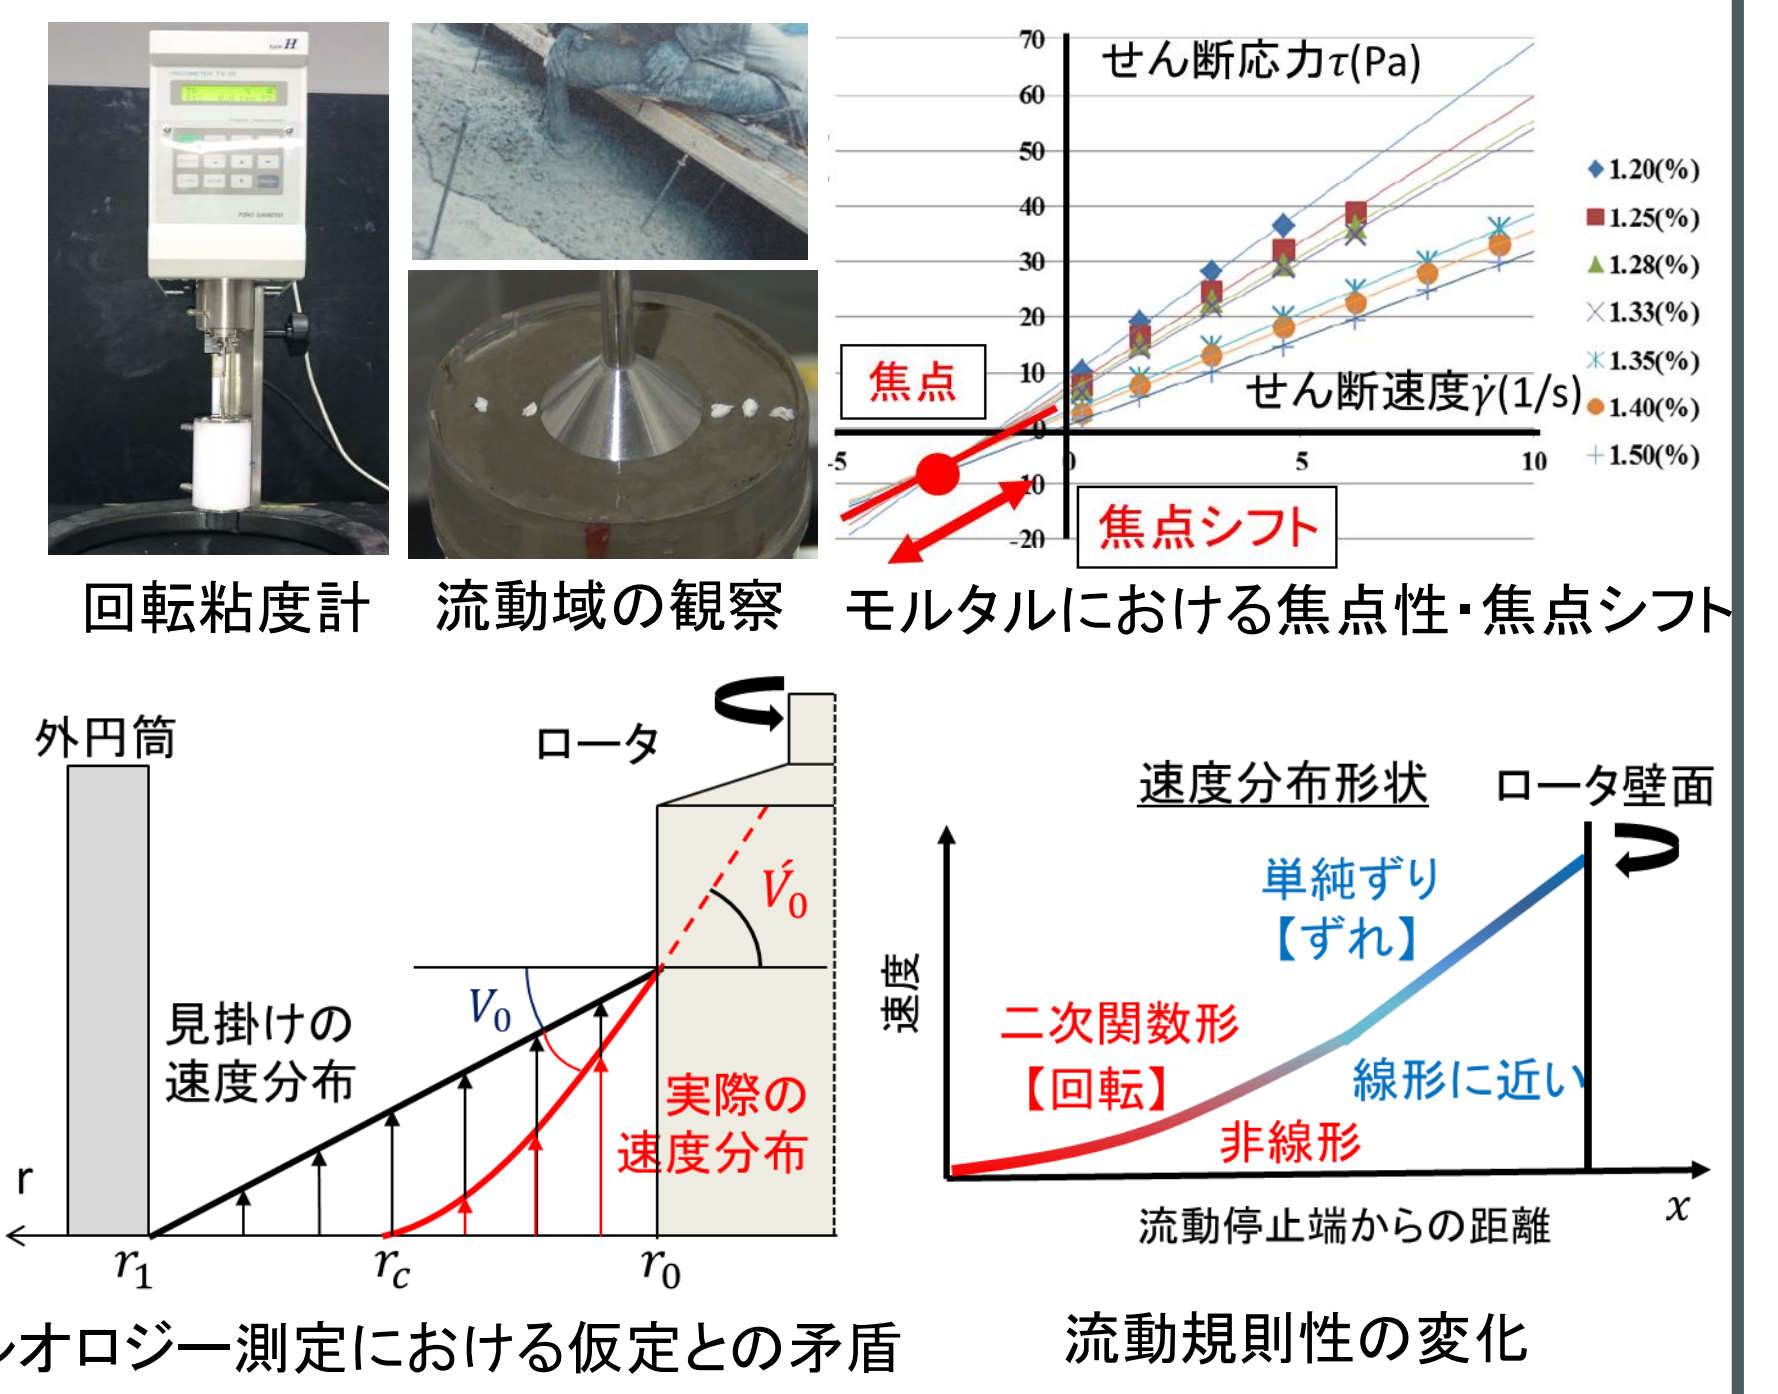 H
VISCOMETER TV-25
TOKI SANGYO
せん断応力τ(Pa)
70
60
50
40
30
20
10
0
-10
-20
-5
0
5
10
せん断速度γ̇(1/s)
1.20(%)
1.25(%)
1.28(%)
1.33(%)
1.35(%)
1.40(%)
1.50(%)
焦点
焦点シフト
回転粘度計
流動域の観察
モルタルにおける焦点性・焦点シフト
外円筒
ロータ
V́0
V0
見掛けの
速度分布
実際の
速度分布
r
r1
rc
r0
レオロジー測定における仮定との矛盾
速度分布形状
ロータ壁面
単純ずり
【ずれ】
速度
二次関数形
【回転】
線形に近い
非線形
x
流動停止端からの距離
流動規則性の変化